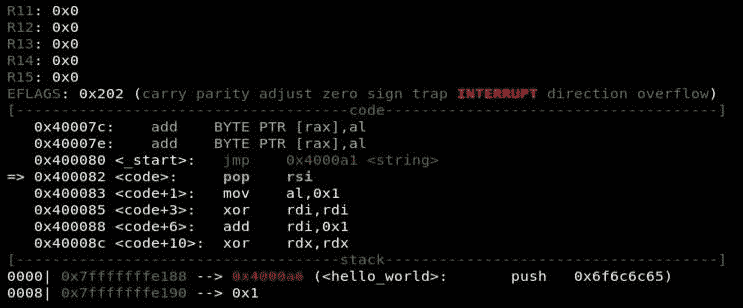 R11: 0x0
R12: 0x0
R13: 0x0
R14: 0x0
R15: 0x0
EFLAGS: 0x202 (carry parity adjust zero sign trap INTERRUPT direction overflow)
[-------------------------------------code-------------------------------------]
0x40007c: add BYTE PTR [rax],al
0x40007e: add BYTE PTR [rax],al
0x400080 <_start>: jmp 0x4000a1 <string>
=> 0x400082 <code>: pop rsi
0x400083 <code+1>: mov al,0x1
0x400085 <code+3>: xor rdi,rdi
0x400088 <code+6>: add rdi,0x1
0x40008c <code+10>: xor rdx,rdx
[------------------------------------stack-------------------------------------]
0000| 0x7fffffffe188 --> 0x4000a6 (<hello_world>: push 0x6f6c6c65)
0008| 0x7fffffffe190 --> 0x1